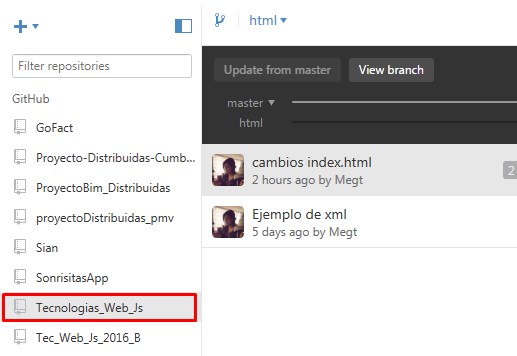 html
Filter repositories
GitHub
GoFact
Proyecto-Distribuidas-Cumb...
ProyectoBim_Distribuidas
proyectoDistribuidas_pmv
Sian
SonrisitasApp
Tecnologias_Web_Js
Tec_Web_Js_2016_B
Update from master
View branch
master
html
cambios index.html
2 hours ago by Megt
2
Ejemplo de xml
5 days ago by Megt